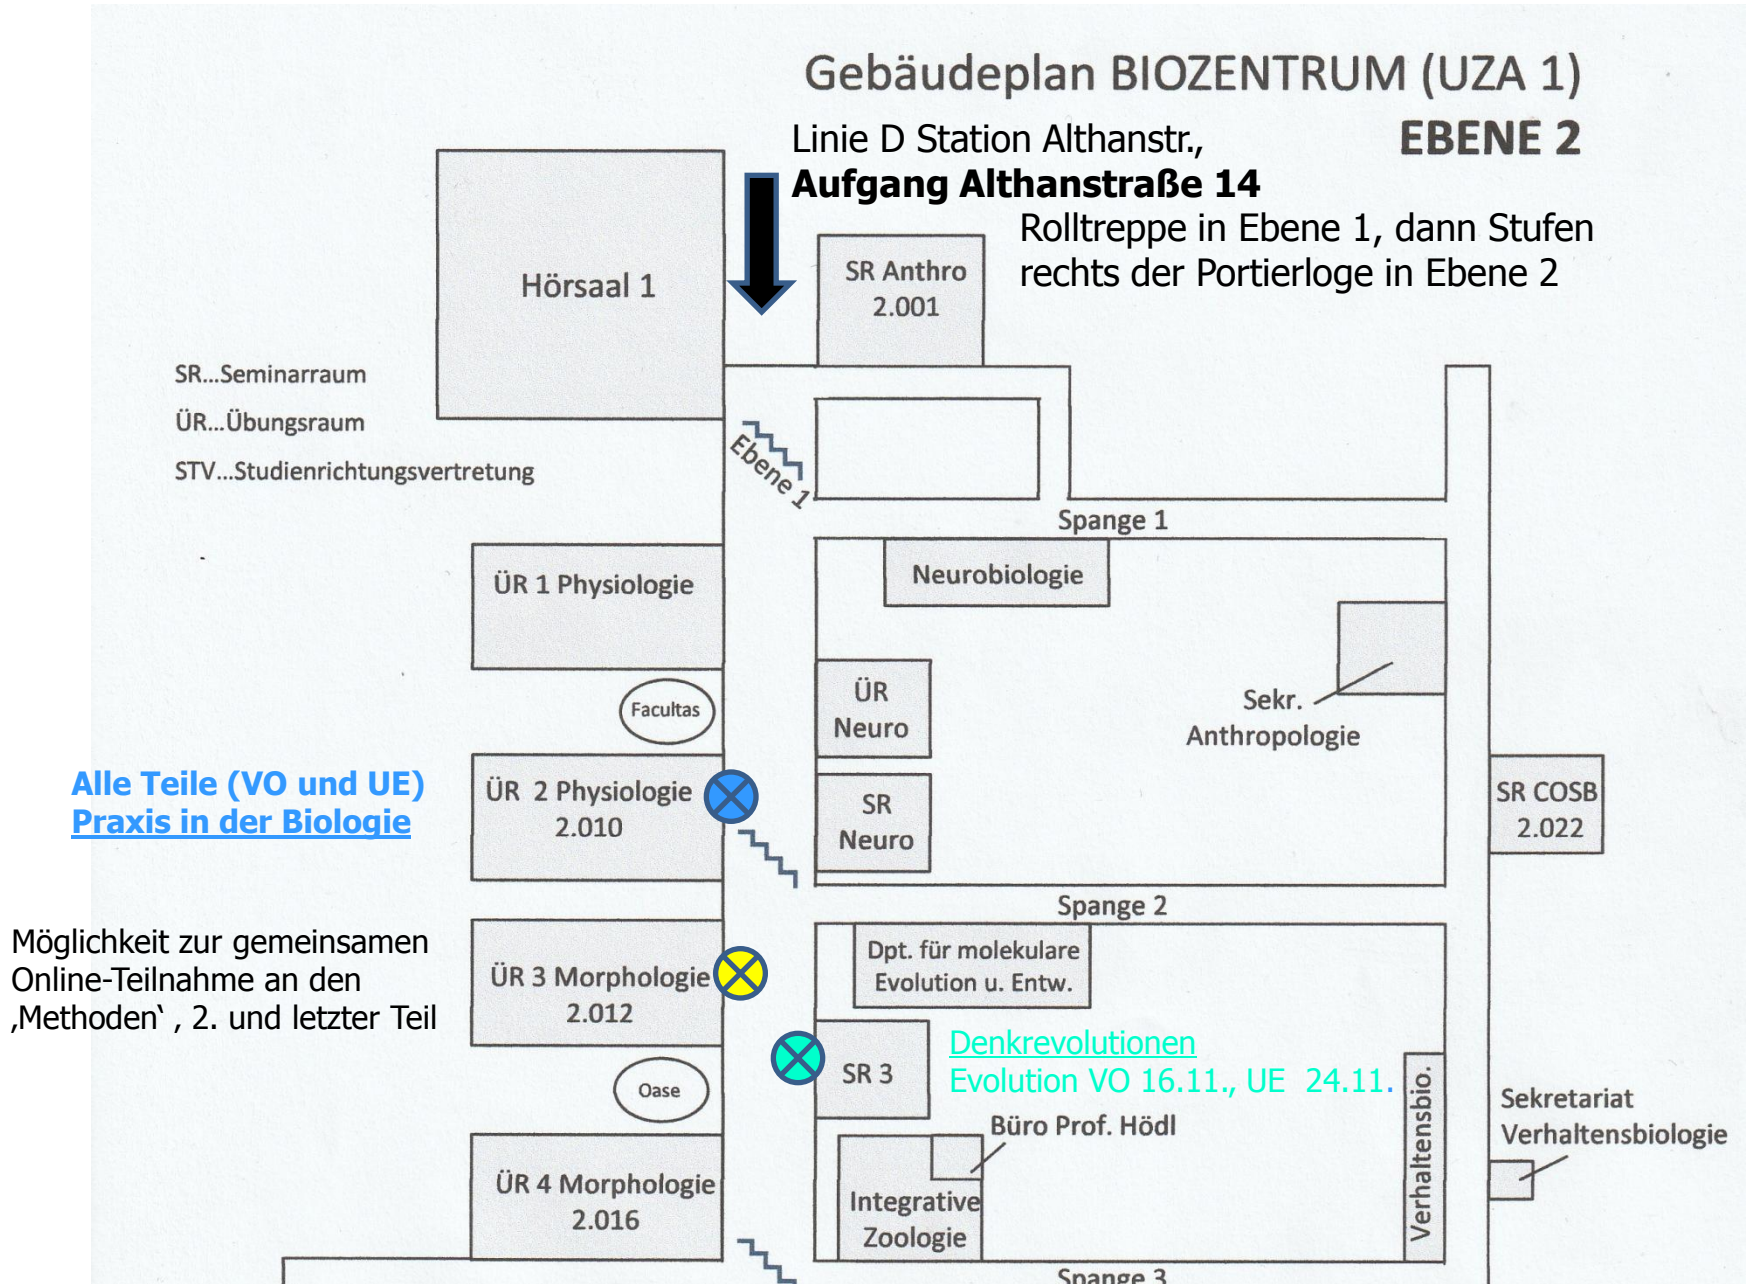 Gebäudeplan BIOZENTRUM (UZA 1)
EBENE 2
Linie D Station Althanstr.,
Aufgang Althanstraße 14
Rolltreppe in Ebene 1, dann Stufen
rechts der Portierloge in Ebene 2
Hörsaal 1
SR Anthro
2.001
SR...Seminarraum
ÜR...Übungsraum
STV...Studienrichtungsvertretung
Ebene 1
Spange 1
ÜR 1 Physiologie
Neurobiologie
Facultas
ÜR
Neuro
Sekr.
Anthropologie
Alle Teile (VO und UE)
Praxis in der Biologie
ÜR 2 Physiologie
2.010
SR
Neuro
SR COSB
2.022
Spange 2
Möglichkeit zur gemeinsamen
Online-Teilnahme an den
‚Methoden‘ , 2. und letzter Teil
ÜR 3 Morphologie
2.012
Dpt. für molekulare
Evolution u. Entw.
SR 3
Denkrevolutionen
Evolution VO 16.11., UE 24.11.
Oase
Büro Prof. Hödl
Verhaltensbio.
Sekretariat
Verhaltensbiologie
ÜR 4 Morphologie
2.016
Integrative
Zoologie
Spange 3